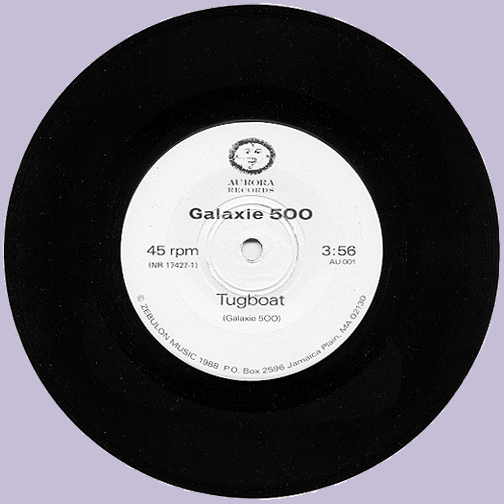 AURORA
RECORDS
Galaxie 500
45 rpm 3:56
(NR 17427-1) AU 001
Tugboat
(Galaxie 500)
© ZEBULON MUSIC 1988 P.O. Box 2596 Jamaica Plain, MA 02130